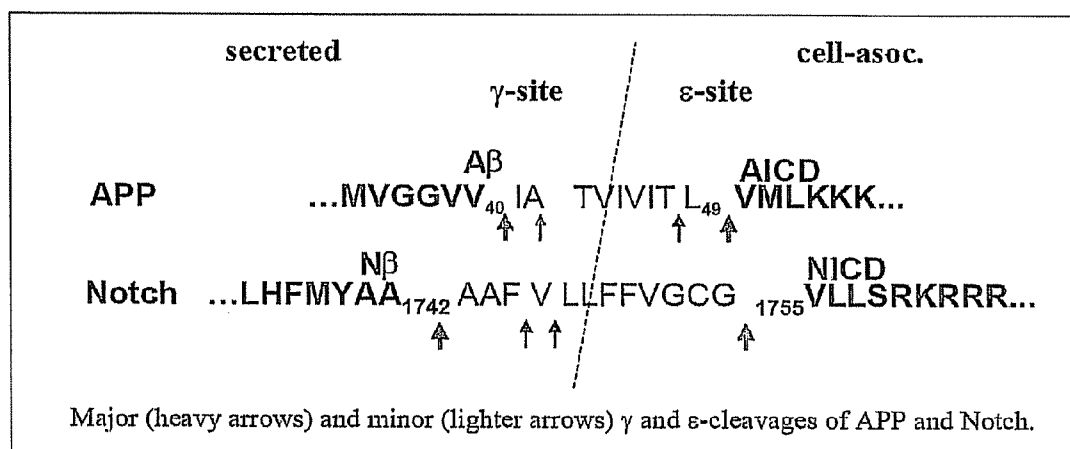 secreted cell-asoc.
γ-site ε-site
Aβ AICD
APP ...MVGGVV40 IA TVIVIT L49 VMLKKK...
Nβ NICD
Notch ...LHFMYAA1742 AAF V LLFFVGCG 1755VLLSRKRRR...
Major (heavy arrows) and minor (lighter arrows) γ and ε-cleavages of APP and Notch.